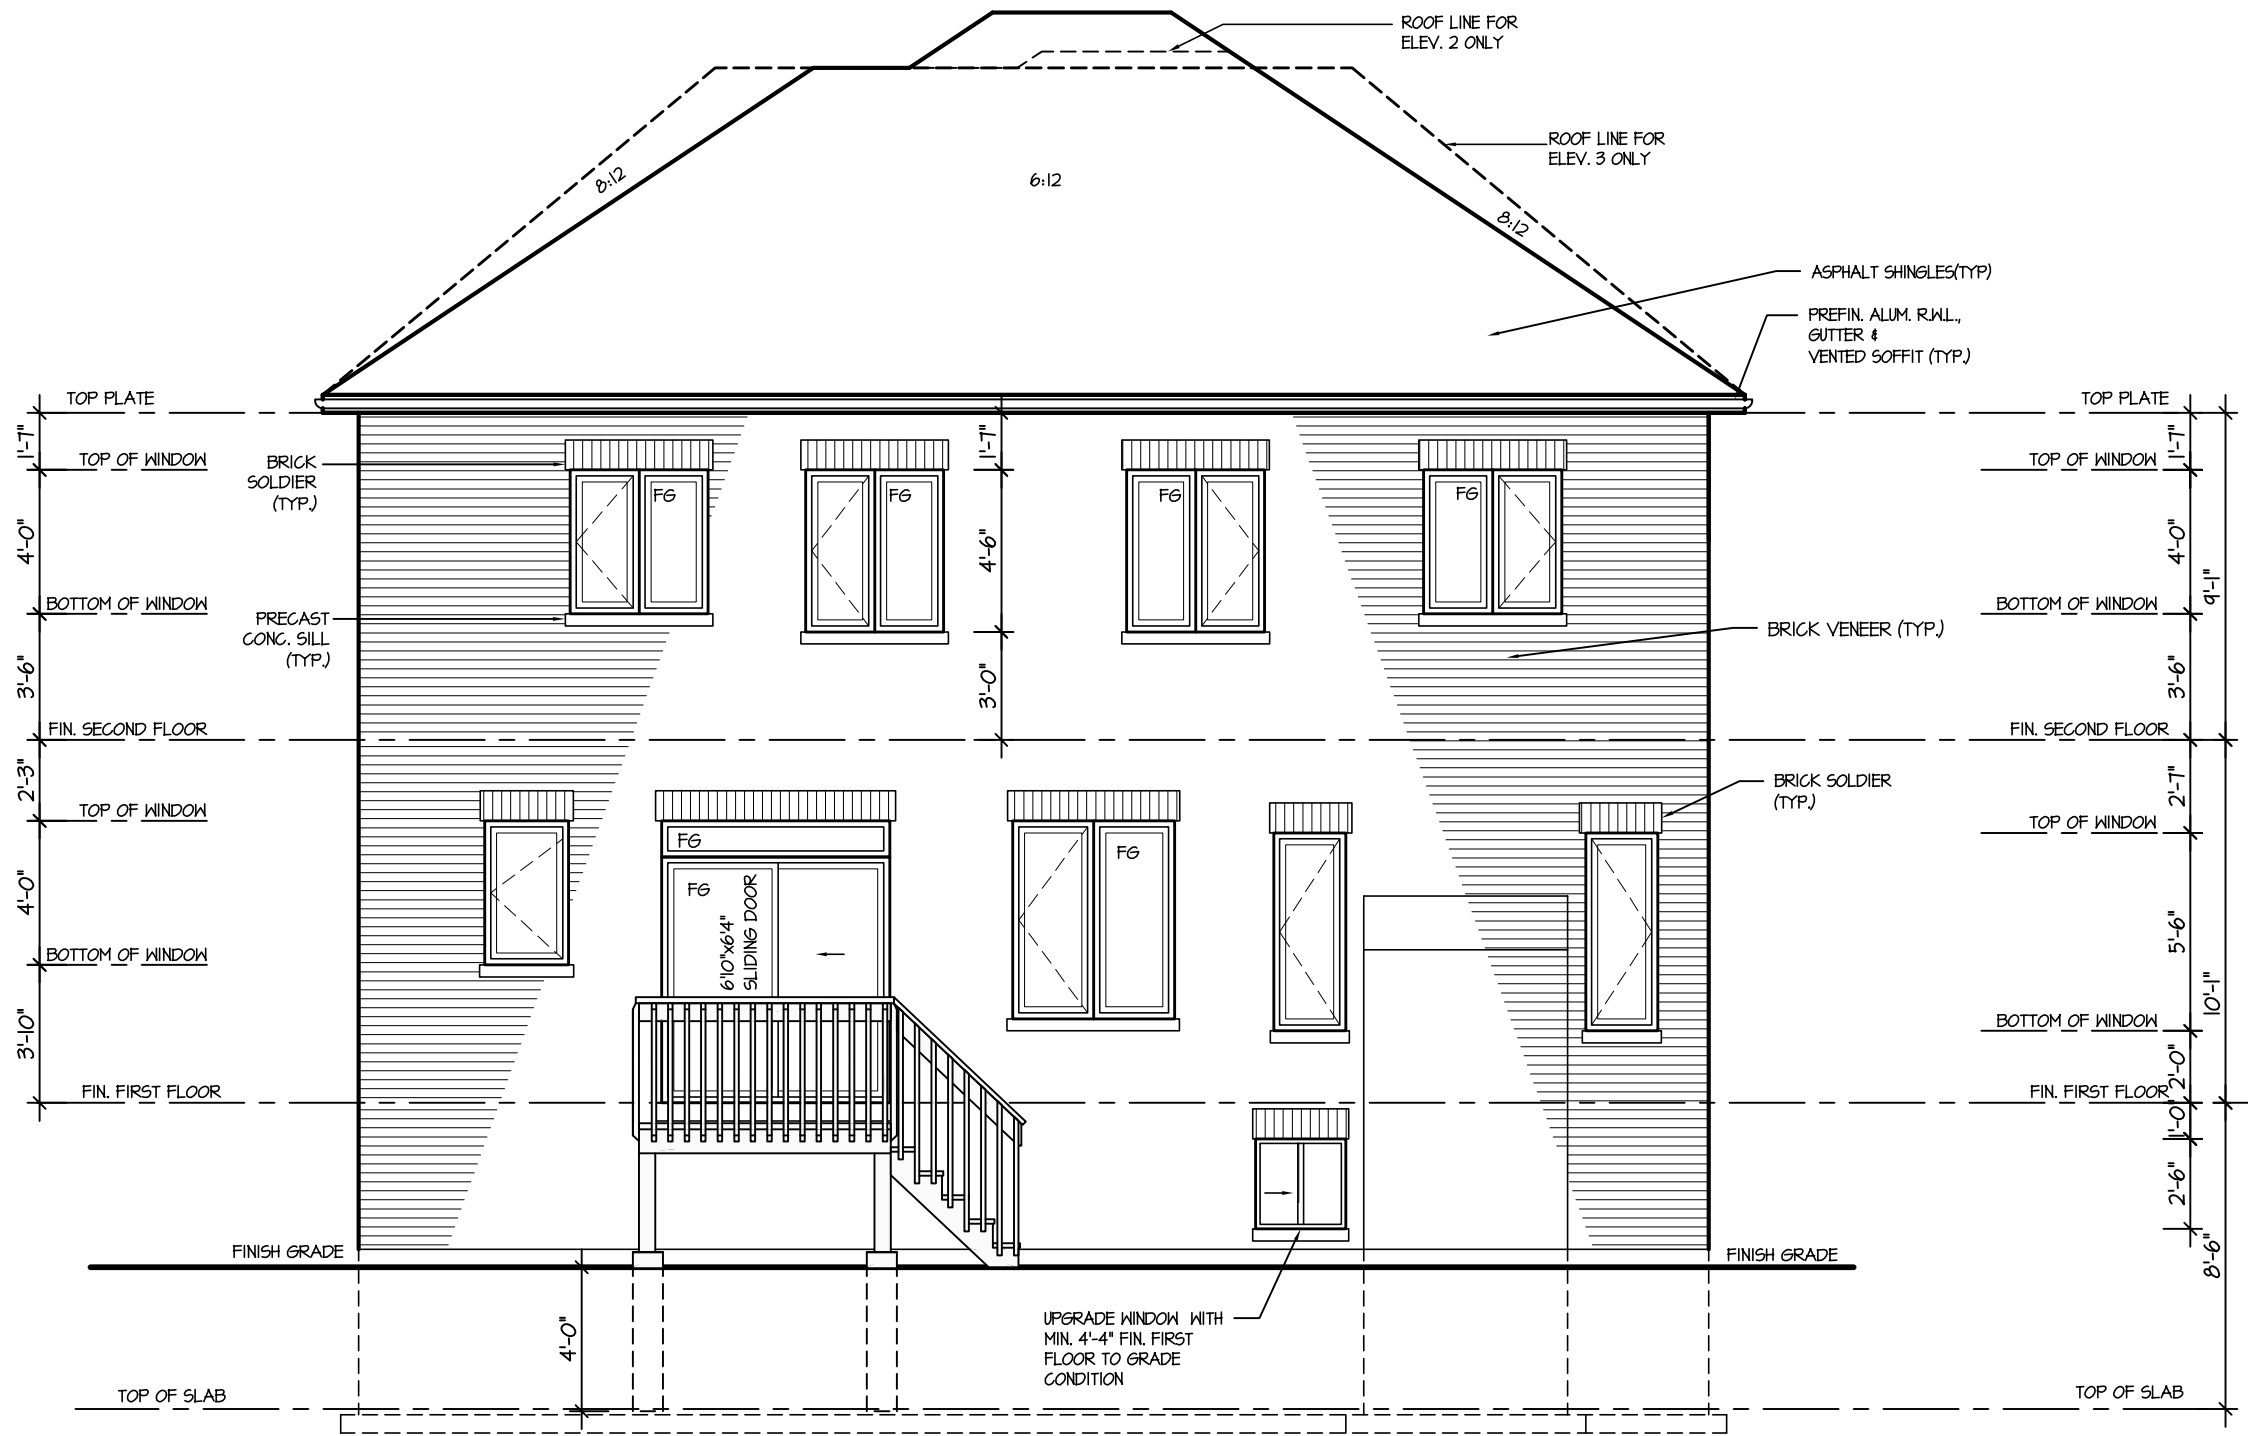 ROOF LINE FOR
ELEV. 2 ONLY
ROOF LINE FOR
ELEV. 3 ONLY
8:12
6:12
8:12
ASPHALT SHINGLES(TYP)
PREFIN. ALUM. R.W.L.,
GUTTER &
VENTED SOFFIT (TYP.)
TOP PLATE
TOP PLATE
1'-7"
1'-7"
1'-7"
TOP OF WINDOW
BRICK
SOLDIER
(TYP.)
TOP OF WINDOW
FG
FG
FG
FG
4'-0"
4'-6"
4'-0"
9'-1"
BOTTOM OF WINDOW
BOTTOM OF WINDOW
PRECAST
CONC. SILL
(TYP.)
BRICK VENEER (TYP.)
3'-6"
3'-0"
3'-6"
FIN. SECOND FLOOR
FIN. SECOND FLOOR
2'-3"
2'-7"
BRICK SOLDIER
(TYP.)
TOP OF WINDOW
TOP OF WINDOW
FG
FG
FG
6'10"x6'4"
SLIDING DOOR
4'-0"
5'-6"
10'-1"
BOTTOM OF WINDOW
BOTTOM OF WINDOW
3'-10"
2'-0"
FIN. FIRST FLOOR
FIN. FIRST FLOOR
1'-0"
2'-6"
8'-6"
FINISH GRADE
FINISH GRADE
4'-0"
UPGRADE WINDOW WITH
MIN. 4'-4" FIN. FIRST
FLOOR TO GRADE
CONDITION
TOP OF SLAB
TOP OF SLAB